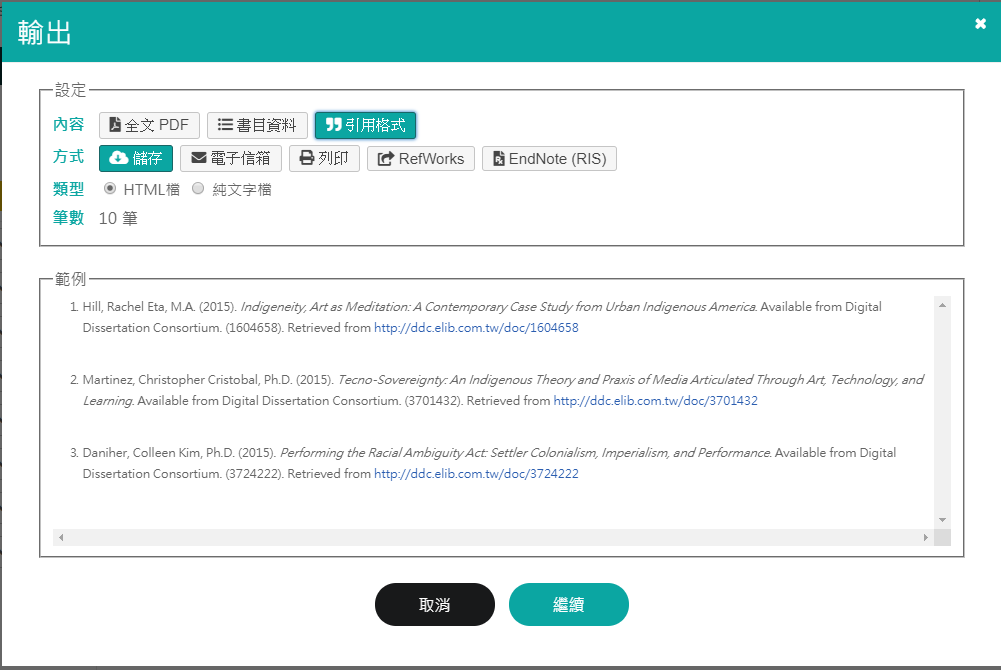 輸出
設定
內容 全文 PDF 書目資料 引用格式
方式 儲存 電子信箱 列印 RefWorks EndNote (RIS)
類型 HTML檔 純文字檔
筆數 10 筆
範例
1. Hill, Rachel Eta, M.A. (2015). Indigeneity, Art as Meditation: A Contemporary Case Study from Urban Indigenous America. Available from Digital
Dissertation Consortium. (1604658). Retrieved from http://ddc.elib.com.tw/doc/1604658
2. Martinez, Christopher Cristobal, Ph.D. (2015). Tecno-Sovereignty: An Indigenous Theory and Praxis of Media Articulated Through Art, Technology, and
Learning. Available from Digital Dissertation Consortium. (3701432). Retrieved from http://ddc.elib.com.tw/doc/3701432
3. Daniher, Colleen Kim, Ph.D. (2015). Performing the Racial Ambiguity Act: Settler Colonialism, Imperialism, and Performance. Available from Digital
Dissertation Consortium. (3724222). Retrieved from http://ddc.elib.com.tw/doc/3724222
取消 繼續